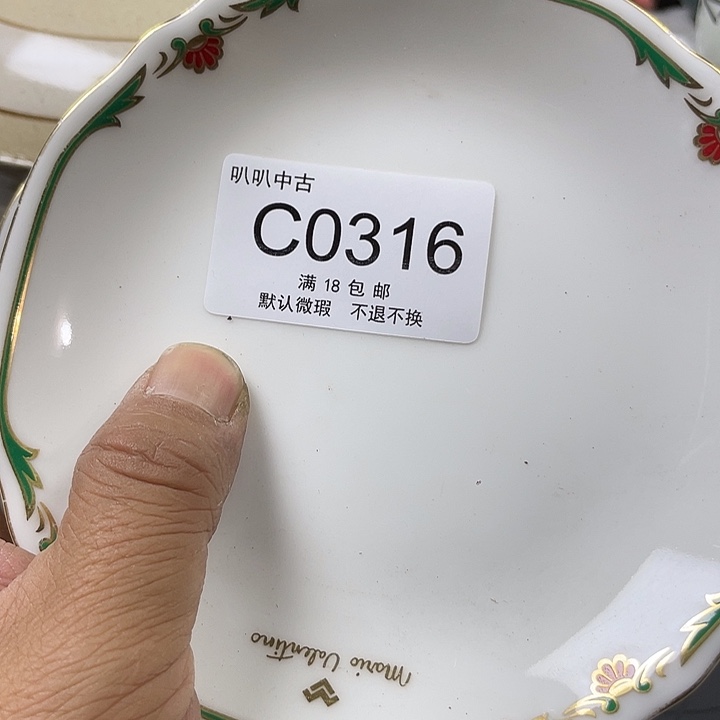 叭叭中古
C0316
满 18 包 邮
默认微瑕 不退不换
Mario Valentino